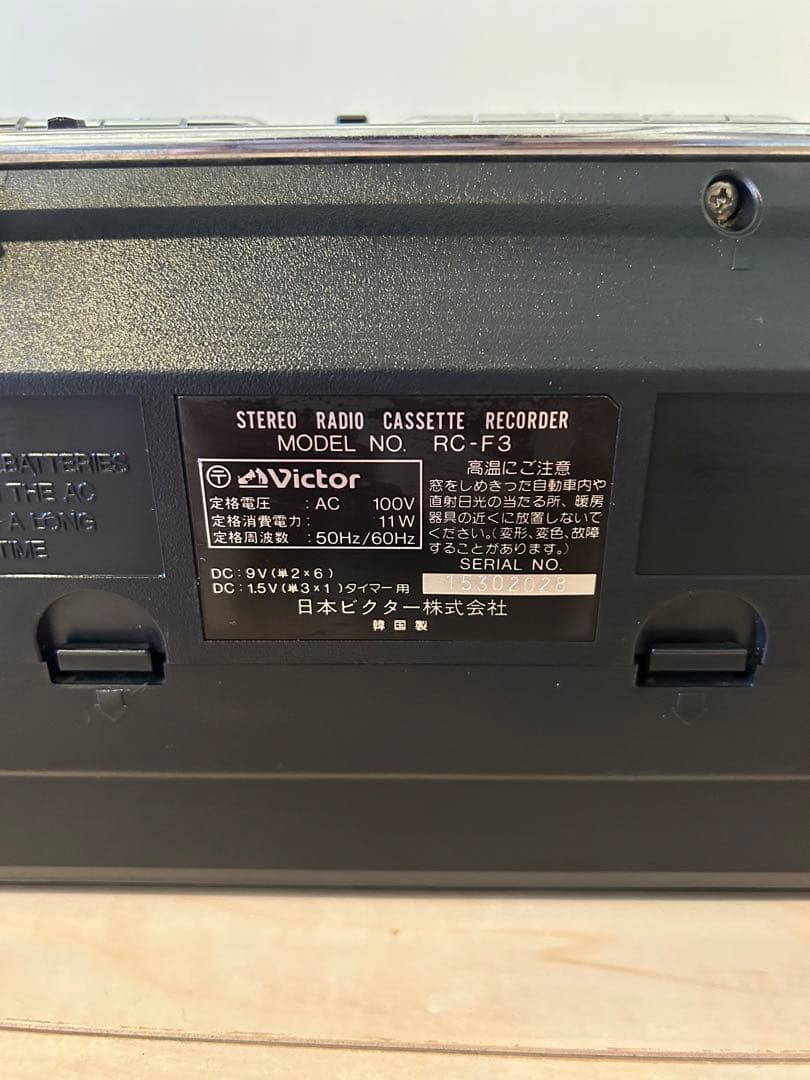 STEREO RADIO CASSETTE RECORDER
MODEL NO. RC-F3
〒 Victor
定格電圧 : AC 100V
定格消費電力 : 11W
定格周波数 : 50Hz/60Hz
DC : 9V(単2×6)
DC : 1.5V(単3×1)タイマー用
高温にご注意
窓をしめきった自動車内や
直射日光の当たる所、暖房
器具の近くに放置しないで
ください。(変形、変色、故障
することがあります。)
SERIAL NO.
15302028
日本ビクター株式会社
韓国製
BATTERIES
THE AC
A LONG
TIME